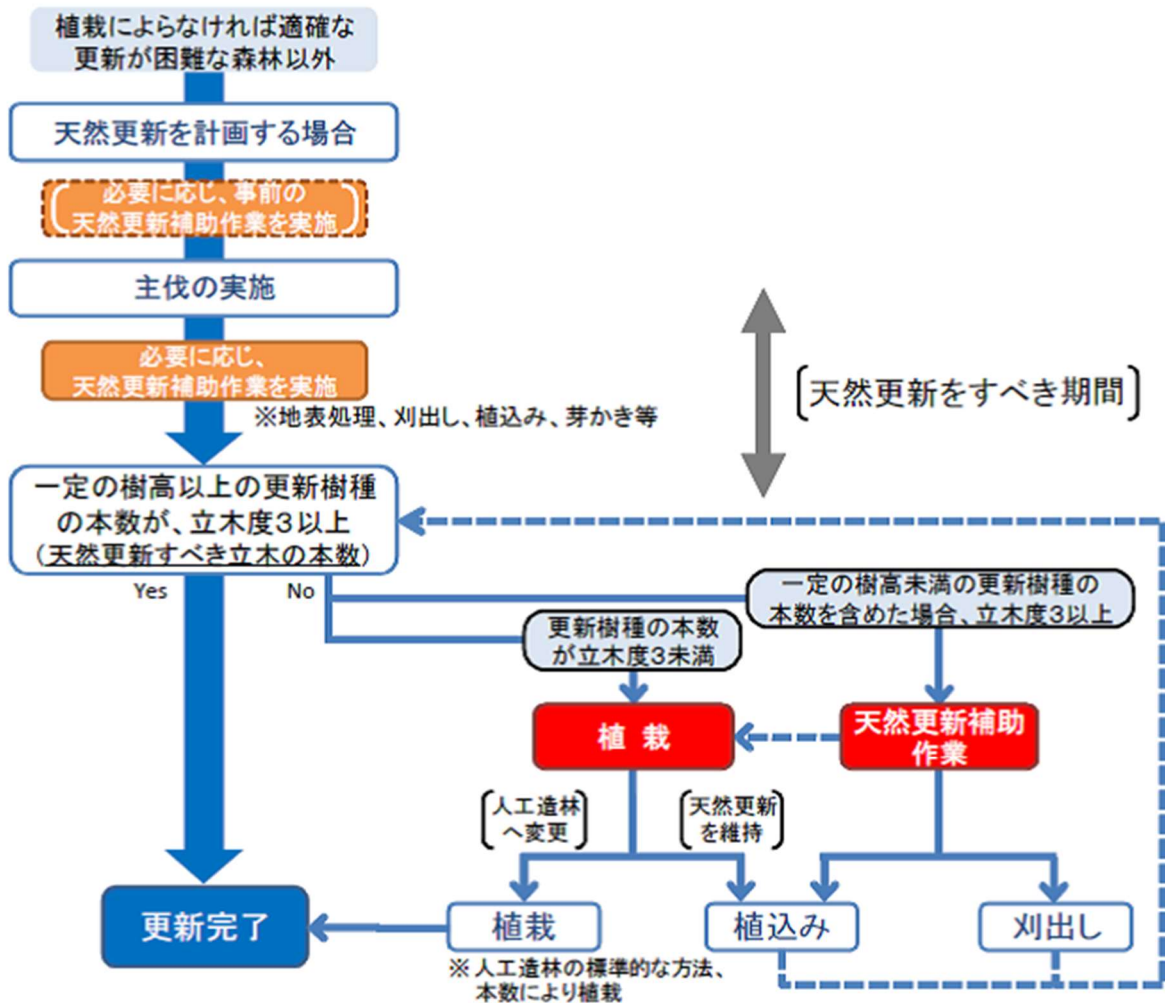 植栽によらなければ適確な
更新が困難な森林以外
天然更新を計画する場合
必要に応じ、事前の
天然更新補助作業を実施
主伐の実施
必要に応じ、
天然更新補助作業を実施
※地表処理、刈出し、植込み、芽かき等
天然更新をすべき期間
一定の樹高以上の更新樹種
の本数が、立木度3以上
(天然更新すべき立木の本数)
Yes
No
一定の樹高未満の更新樹種の
本数を含めた場合、立木度3以上
更新樹種の本数
が立木度3未満
植 栽
天然更新補助
作業
人工造林
へ変更
天然更新
を維持
更新完了
植栽
植込み
刈出し
※人工造林の標準的な方法、
本数により植栽